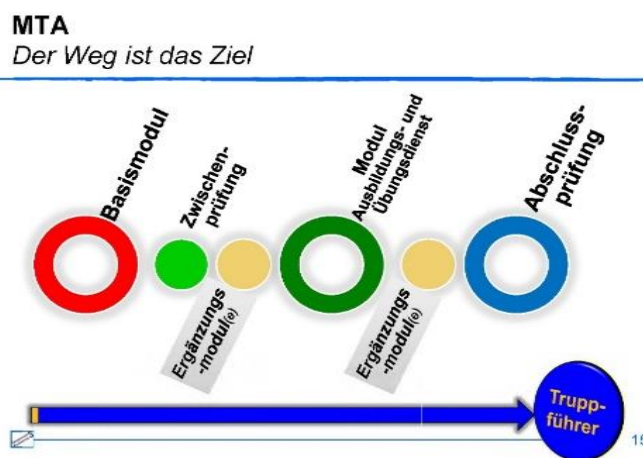 MTA
Der Weg ist das Ziel
Basismodul
Zwischen-
prüfung
Modul
Ausbildungs- und
Übungsdienst
Abschluss-
prüfung
Ergänzungs
-modul(e)
Ergänzungs
-modul(e)
Trupp-
führer
15